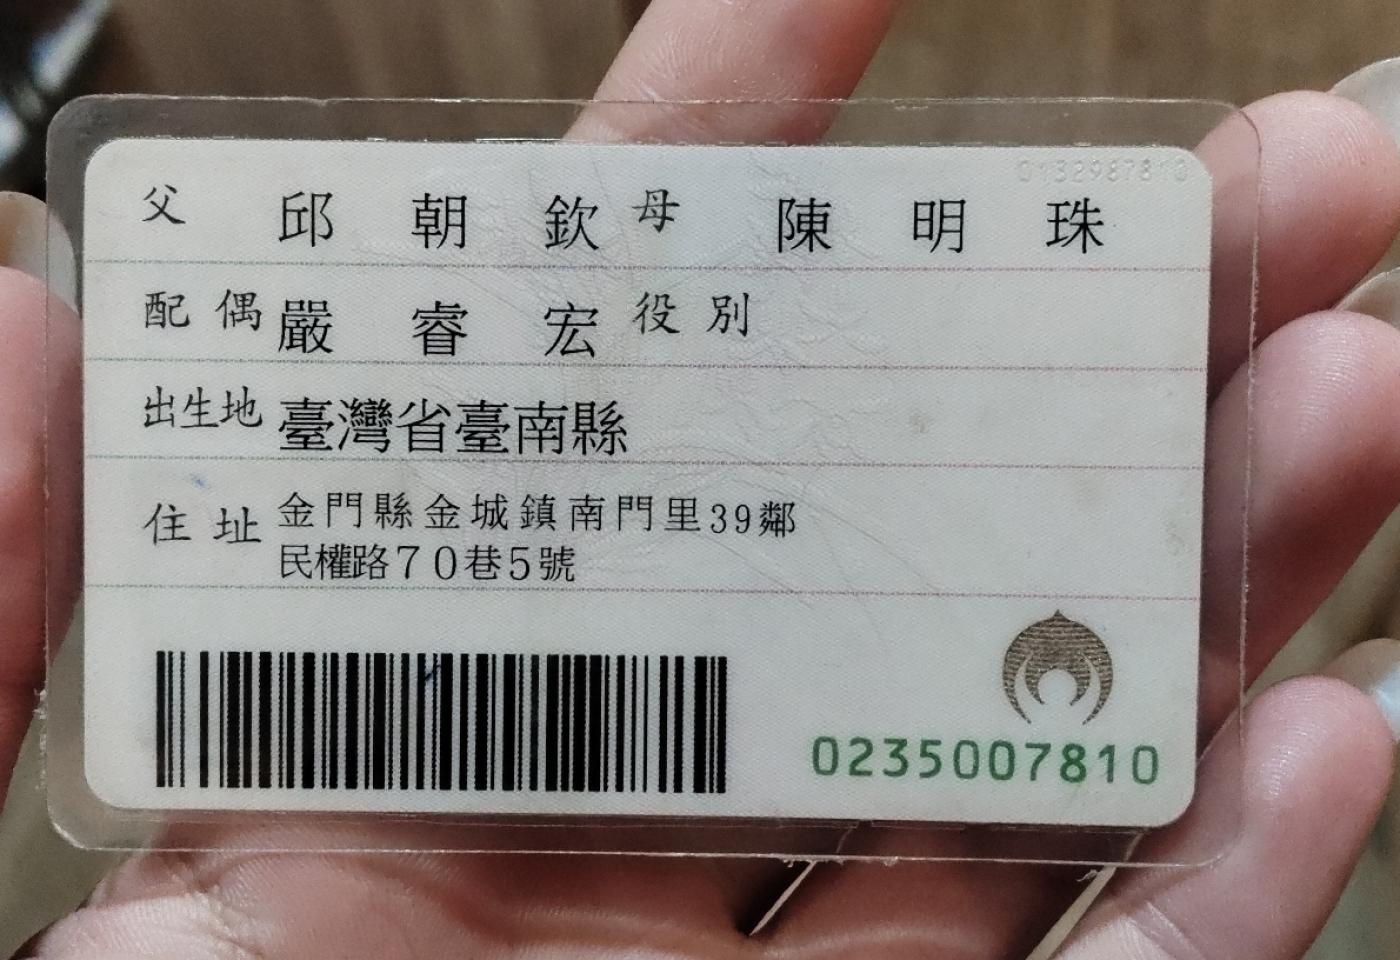 0132987810
父 邱朝欽 母 陳明珠
配偶 嚴睿宏 役別
出生地 臺灣省臺南縣
住址 金門縣金城鎮南門里39鄰
民權路70巷5號
0235007810